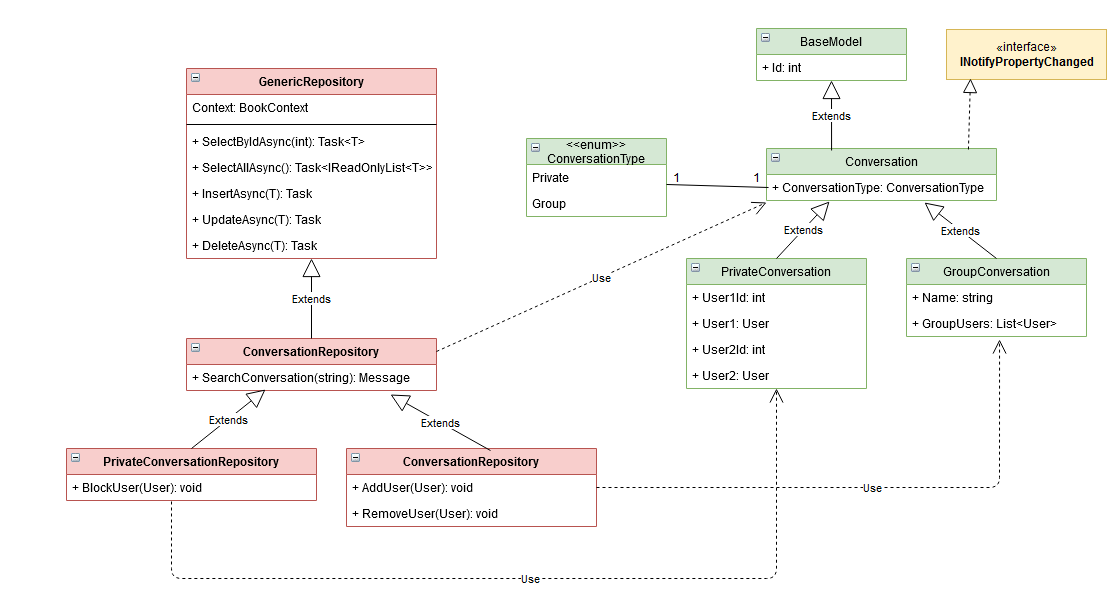 BaseModel
+ Id: int
«interface»
INotifyPropertyChanged
GenericRepository
Context: BookContext
+ SelectByIdAsync(int): Task<T>
+ SelectAllAsync(): Task<IReadOnlyList<T>>
+ InsertAsync(T): Task
+ UpdateAsync(T): Task
+ DeleteAsync(T): Task
Extends
<<enum>>
ConversationType
Private
Group
1
1
Conversation
+ ConversationType: ConversationType
Extends
Extends
Use
PrivateConversation
+ User1Id: int
+ User1: User
+ User2Id: int
+ User2: User
GroupConversation
+ Name: string
+ GroupUsers: List<User>
Extends
ConversationRepository
+ SearchConversation(string): Message
Extends
Extends
PrivateConversationRepository
+ BlockUser(User): void
ConversationRepository
+ AddUser(User): void
+ RemoveUser(User): void
Use
Use